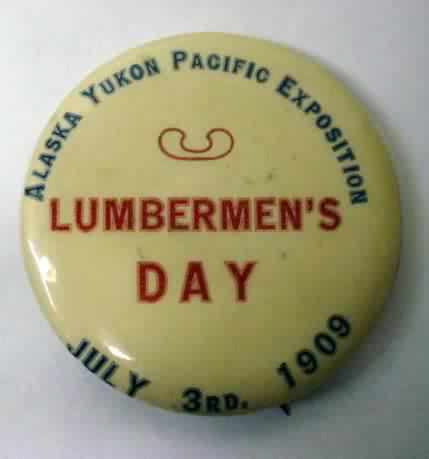 ALASKA YUKON PACIFIC EXPOSITION
LUMBERMEN'S
DAY
JULY 3RD. 1909